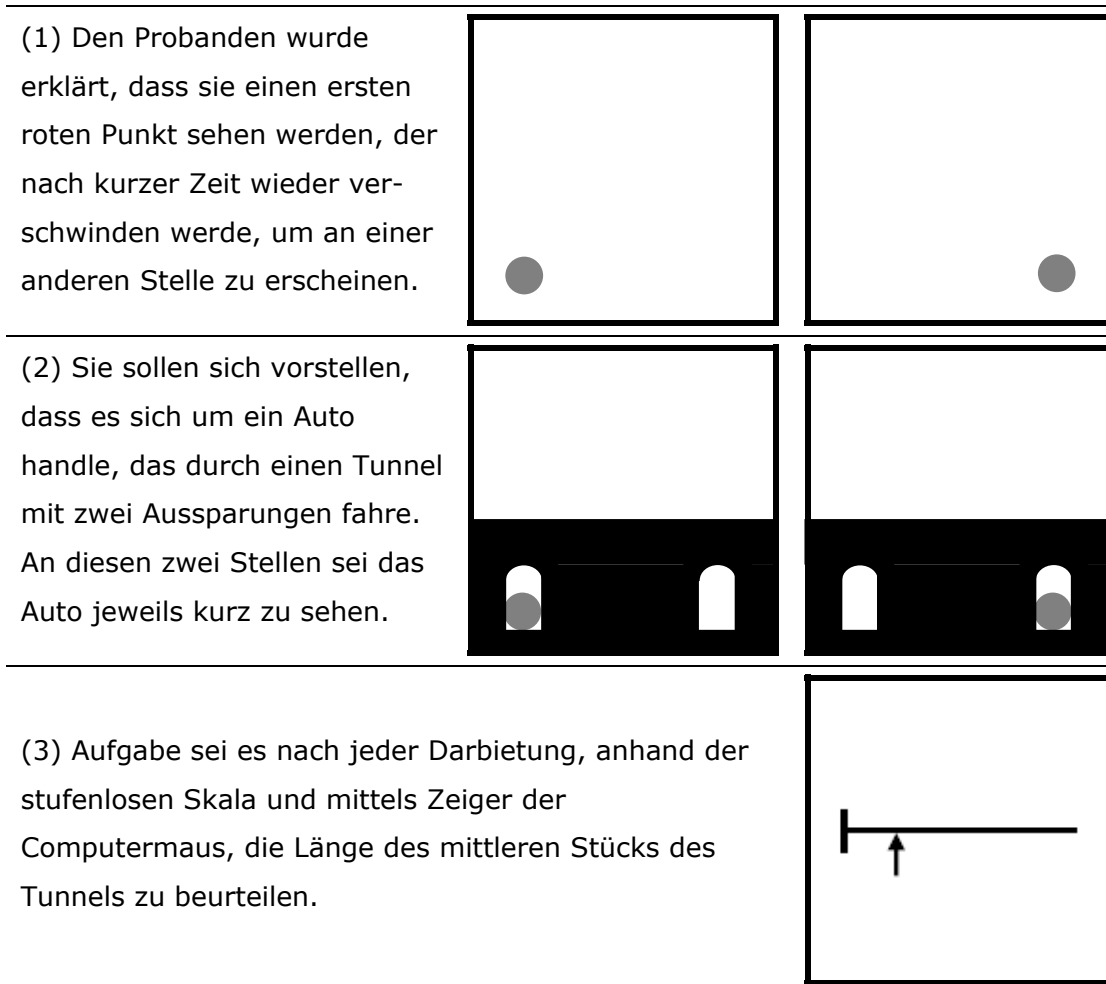 (1) Den Probanden wurde
erklärt, dass sie einen ersten
roten Punkt sehen werden, der
nach kurzer Zeit wieder ver-
schwinden werde, um an einer
anderen Stelle zu erscheinen.
(2) Sie sollen sich vorstellen,
dass es sich um ein Auto
handle, das durch einen Tunnel
mit zwei Aussparungen fahre.
An diesen zwei Stellen sei das
Auto jeweils kurz zu sehen.
(3) Aufgabe sei es nach jeder Darbietung, anhand der
stufenlosen Skala und mittels Zeiger der
Computermaus, die Länge des mittleren Stücks des
Tunnels zu beurteilen.